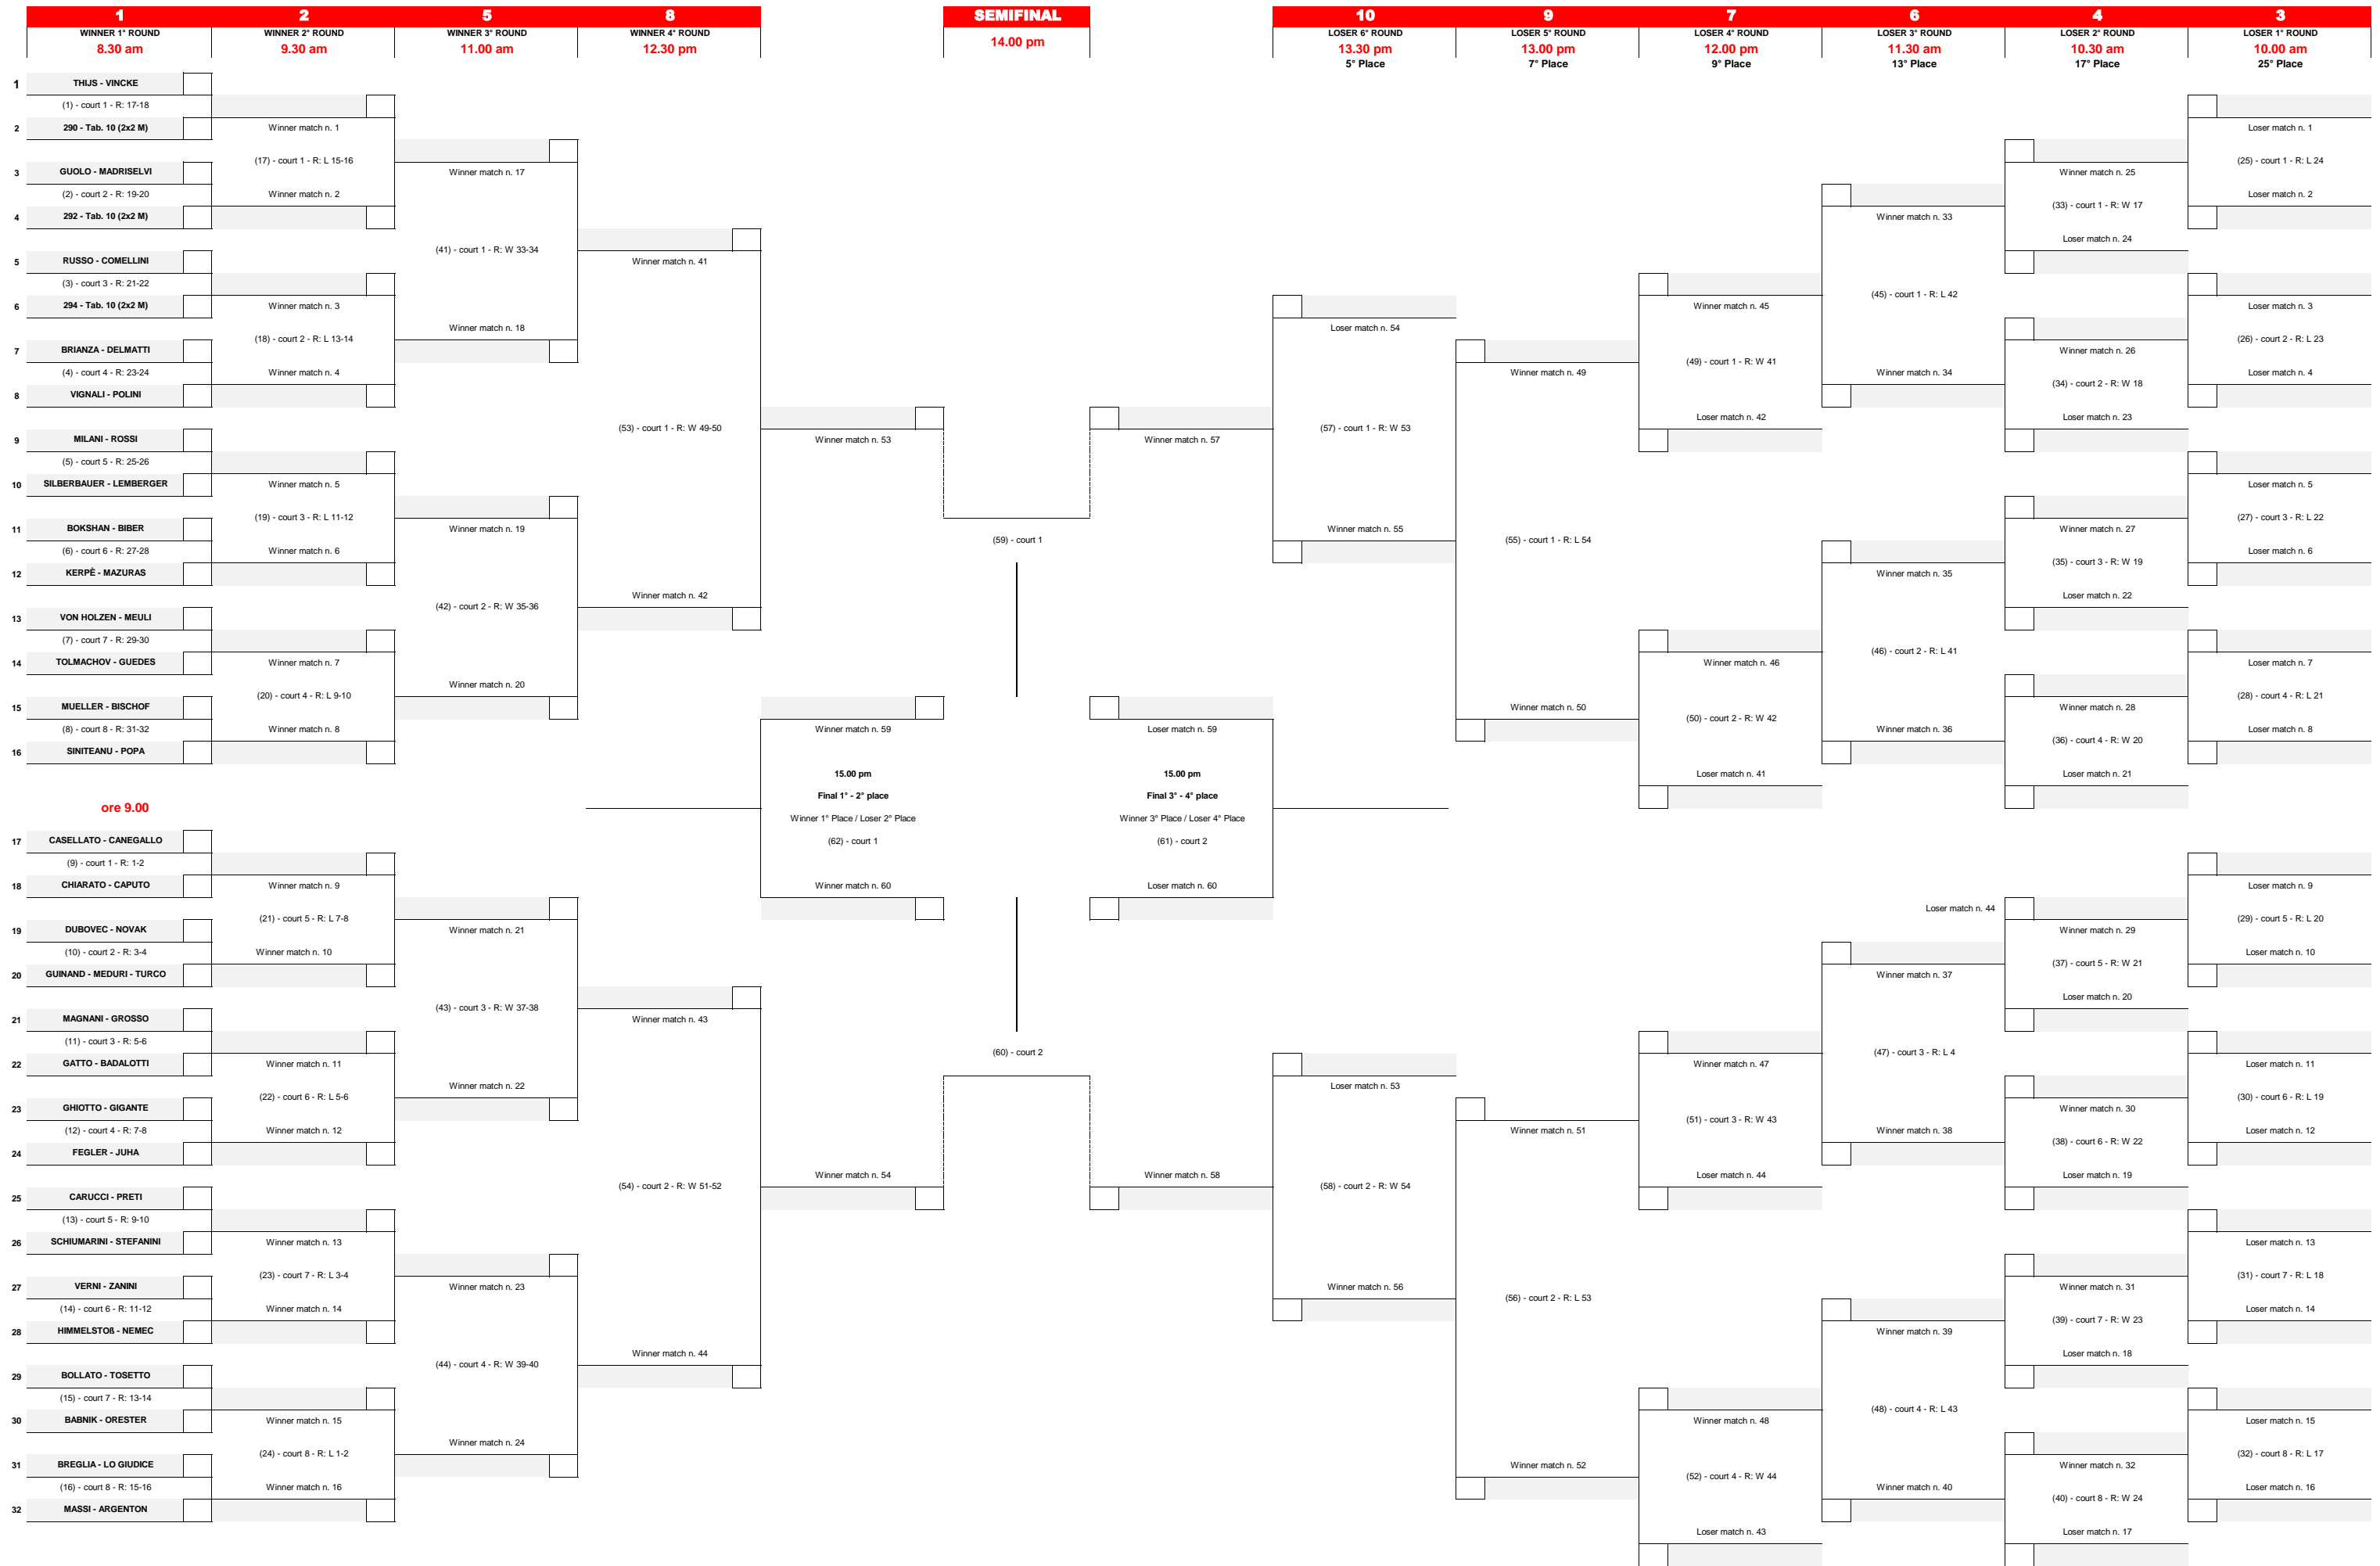 1
2
5
8
SEMIFINAL
10
9
7
6
4
3
WINNER 1° ROUND
WINNER 2° ROUND
WINNER 3° ROUND
WINNER 4° ROUND
LOSER 6° ROUND
LOSER 5° ROUND
LOSER 4° ROUND
LOSER 3° ROUND
LOSER 2° ROUND
LOSER 1° ROUND
8.30 am
9.30 am
11.00 am
12.30 pm
14.00 pm
13.30 pm
13.00 pm
12.00 pm
11.30 am
10.30 am
10.00 am
5° Place
7° Place
9° Place
13° Place
17° Place
25° Place
1 THIJS - VINCKE
(1) - court 1 - R: 17-18
2 290 - Tab. 10 (2x2 M)
3 GUOLO - MADRISELVI
(2) - court 2 - R: 19-20
4 292 - Tab. 10 (2x2 M)
5 RUSSO - COMELLINI
(3) - court 3 - R: 21-22
6 294 - Tab. 10 (2x2 M)
7 BRIANZA - DELMATTI
(4) - court 4 - R: 23-24
8 VIGNALI - POLINI
9 MILANI - ROSSI
(5) - court 5 - R: 25-26
10 SILBERBAUER - LEMBERGER
11 BOKSHAN - BIBER
(6) - court 6 - R: 27-28
12 KERPÈ - MAZURAS
13 VON HOLZEN - MEULI
(7) - court 7 - R: 29-30
14 TOLMACHOV - GUEDES
15 MUELLER - BISCHOF
(8) - court 8 - R: 31-32
16 SINITEANU - POPA
ore 9.00
17 CASELLATO - CANEGALLO
(9) - court 1 - R: 1-2
18 CHIARATO - CAPUTO
19 DUBOVEC - NOVAK
(10) - court 2 - R: 3-4
20 GUINAND - MEDURI - TURCO
21 MAGNANI - GROSSO
(11) - court 3 - R: 5-6
22 GATTO - BADALOTTI
23 GHIOTTO - GIGANTE
(12) - court 4 - R: 7-8
24 FEGLER - JUHA
25 CARUCCI - PRETI
(13) - court 5 - R: 9-10
26 SCHIUMARINI - STEFANINI
27 VERNI - ZANINI
(14) - court 6 - R: 11-12
28 HIMMELSTOß - NEMEC
29 BOLLATO - TOSETTO
(15) - court 7 - R: 13-14
30 BABNIK - ORESTER
31 BREGLIA - LO GIUDICE
(16) - court 8 - R: 15-16
32 MASSI - ARGENTON
Winner match n. 1
(17) - court 1 - R: L 15-16
Winner match n. 2
Winner match n. 3
(18) - court 2 - R: L 13-14
Winner match n. 4
Winner match n. 5
(19) - court 3 - R: L 11-12
Winner match n. 6
Winner match n. 7
(20) - court 4 - R: L 9-10
Winner match n. 8
Winner match n. 9
(21) - court 5 - R: L 7-8
Winner match n. 10
Winner match n. 11
(22) - court 6 - R: L 5-6
Winner match n. 12
Winner match n. 13
(23) - court 7 - R: L 3-4
Winner match n. 14
Winner match n. 15
(24) - court 8 - R: L 1-2
Winner match n. 16
Winner match n. 17
(41) - court 1 - R: W 33-34
Winner match n. 18
Winner match n. 19
(42) - court 2 - R: W 35-36
Winner match n. 20
Winner match n. 21
(43) - court 3 - R: W 37-38
Winner match n. 22
Winner match n. 23
(44) - court 4 - R: W 39-40
Winner match n. 24
Winner match n. 41
(53) - court 1 - R: W 49-50
Winner match n. 42
Winner match n. 43
(54) - court 2 - R: W 51-52
Winner match n. 44
Winner match n. 53
Winner match n. 59
15.00 pm
Final 1° - 2° place
Winner 1° Place / Loser 2° Place
(62) - court 1
Winner match n. 60
Winner match n. 54
(59) - court 1
(60) - court 2
Winner match n. 57
Loser match n. 59
15.00 pm
Final 3° - 4° place
Winner 3° Place / Loser 4° Place
(61) - court 2
Loser match n. 60
Winner match n. 58
Loser match n. 54
(57) - court 1 - R: W 53
Winner match n. 55
Loser match n. 53
(58) - court 2 - R: W 54
Winner match n. 56
Winner match n. 49
(55) - court 1 - R: L 54
Winner match n. 50
Winner match n. 51
(56) - court 2 - R: L 53
Winner match n. 52
Winner match n. 45
(49) - court 1 - R: W 41
Loser match n. 42
Winner match n. 46
(50) - court 2 - R: W 42
Loser match n. 41
Winner match n. 47
(51) - court 3 - R: W 43
Loser match n. 44
Winner match n. 48
(52) - court 4 - R: W 44
Loser match n. 43
Winner match n. 33
(45) - court 1 - R: L 42
Winner match n. 34
Winner match n. 35
(46) - court 2 - R: L 41
Winner match n. 36
Loser match n. 44
Winner match n. 37
(47) - court 3 - R: L 4
Winner match n. 38
Winner match n. 39
(48) - court 4 - R: L 43
Winner match n. 40
Winner match n. 25
(33) - court 1 - R: W 17
Loser match n. 24
Winner match n. 26
(34) - court 2 - R: W 18
Loser match n. 23
Winner match n. 27
(35) - court 3 - R: W 19
Loser match n. 22
Winner match n. 28
(36) - court 4 - R: W 20
Loser match n. 21
Winner match n. 29
(37) - court 5 - R: W 21
Loser match n. 20
Winner match n. 30
(38) - court 6 - R: W 22
Loser match n. 19
Winner match n. 31
(39) - court 7 - R: W 23
Loser match n. 18
Winner match n. 32
(40) - court 8 - R: W 24
Loser match n. 17
Loser match n. 1
(25) - court 1 - R: L 24
Loser match n. 2
Loser match n. 3
(26) - court 2 - R: L 23
Loser match n. 4
Loser match n. 5
(27) - court 3 - R: L 22
Loser match n. 6
Loser match n. 7
(28) - court 4 - R: L 21
Loser match n. 8
Loser match n. 9
(29) - court 5 - R: L 20
Loser match n. 10
Loser match n. 11
(30) - court 6 - R: L 19
Loser match n. 12
Loser match n. 13
(31) - court 7 - R: L 18
Loser match n. 14
Loser match n. 15
(32) - court 8 - R: L 17
Loser match n. 16